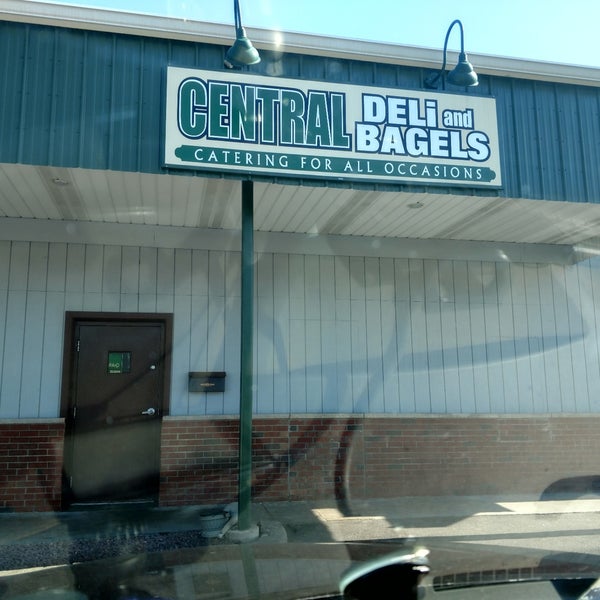 CENTRAL DELi and
BAGELS
CATERING FOR ALL OCCASIONS